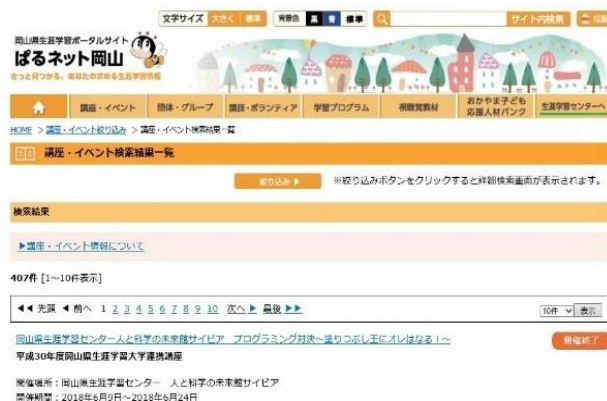 文字サイズ 大きく 標準 背景色 黒 青 標準 サイト内検索 印刷
岡山県生涯学習ポータルサイト
ぱるネット岡山
きっと見つかる。あなたの求める生涯学習情報
講座・イベント 団体・グループ 講師・ボランティア 学習プログラム 視聴覚教材 おかやま子ども応援人材バンク 生涯学習センターへ
HOME > 講座・イベント絞り込み > 講座・イベント検索結果一覧
講座・イベント検索結果一覧
絞り込み ▶ ※絞り込みボタンをクリックすると詳細検索画面が表示されます。
検索結果
▶講座・イベント情報について
407件 [1～10件表示]
◀◀ 先頭 ◀ 前へ 1 2 3 4 5 6 7 8 9 10 次へ ▶ 最後 ▶▶ 10件 表示
岡山県生涯学習センター人と科学の未来館サイピア プログラミング対決～塗りつぶし王にオレはなる！～ 開催終了
平成30年度岡山県生涯学習大学連携講座
開催場所：岡山県生涯学習センター 人と科学の未来館サイピア
開催期間：2018年6月9日～2018年6月24日